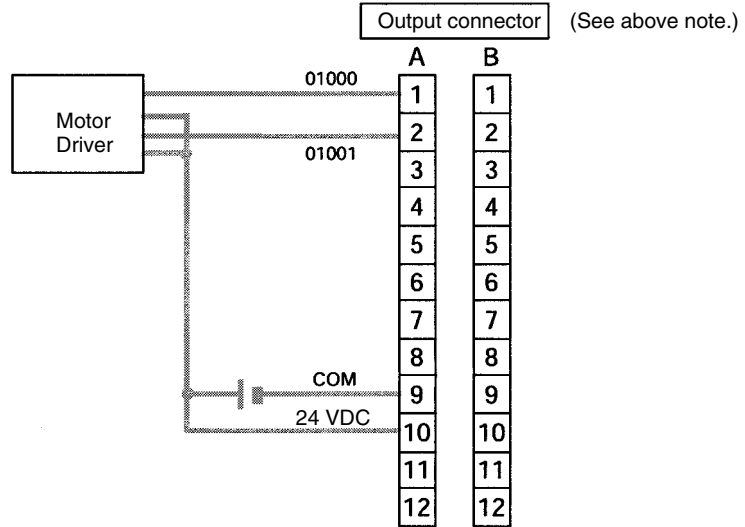 Output connector (See above note.)
A B
Motor
Driver
01000
01001
COM
24 VDC
1 1
2 2
3 3
4 4
5 5
6 6
7 7
8 8
9 9
10 10
11 11
12 12